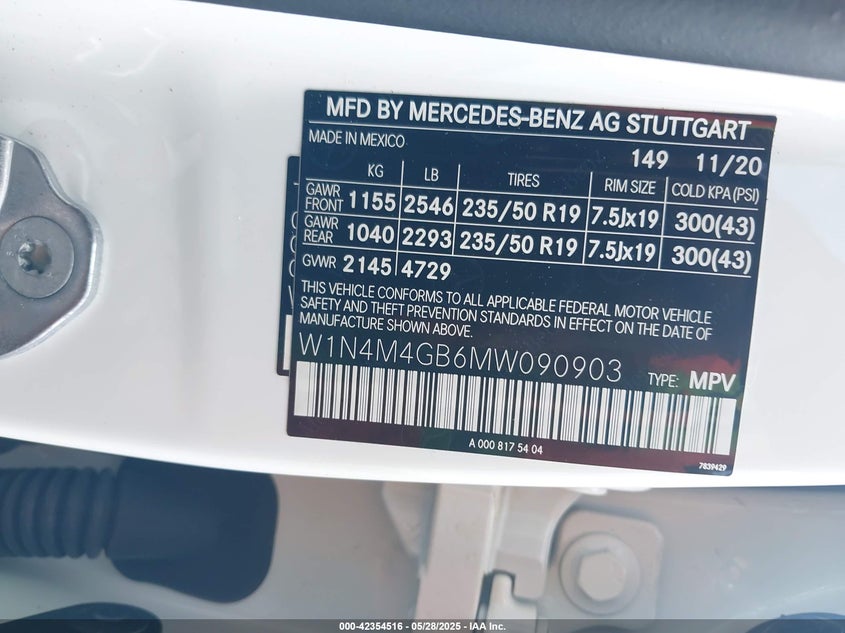 MFD BY MERCEDES-BENZ AG STUTTGART
MADE IN MEXICO
149 11/20
KG LB TIRES RIM SIZE COLD KPA (PSI)
GAWR FRONT 1155 2546 235/50 R19 7.5Jx19 300(43)
GAWR REAR 1040 2293 235/50 R19 7.5Jx19 300(43)
GVWR 2145 4729
THIS VEHICLE CONFORMS TO ALL APPLICABLE FEDERAL MOTOR VEHICLE
SAFETY AND THEFT PREVENTION STANDARDS IN EFFECT ON THE DATE OF
MANUFACTURE SHOWN ABOVE.
W1N4M4GB6MW090903 TYPE: MPV
A 000 817 54 04
7839429
000-42354516 - 05/28/2025 - IAA Inc.